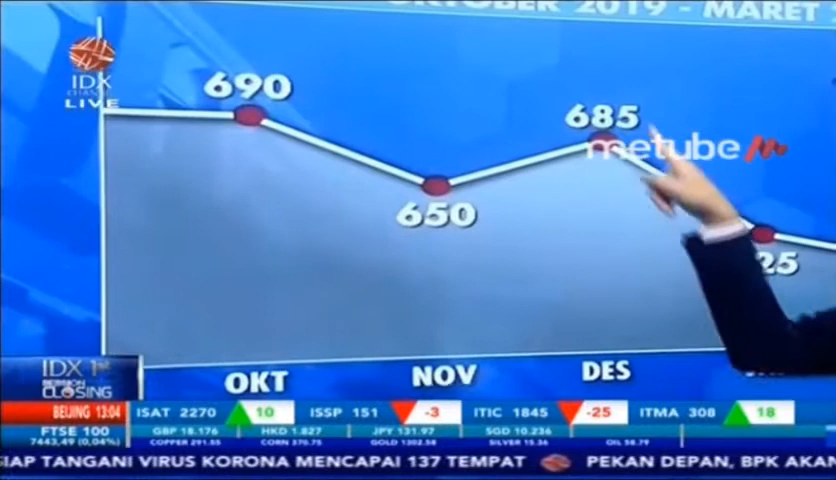 OKTOBER 2019 - MARET
IDX
CHANNEL
LIVE
690
685
metube
650
25
OKT NOV DES
IDX 1st
SESSION
CLOSING
BEIJING 13:04 ISAT 2270 10 ISSP 151 -3 ITIC 1845 -25 ITMA 308 18
FTSE 100 GBP 18.176 HKD 1.827 JPY 131.97 SGD 10.236
7443,49 (0,04%) COPPER 291.55 CORN 370.75 GOLD 1302.58 SILVER 15.36 OIL 58.79
SIAP TANGANI VIRUS KORONA MENCAPAI 137 TEMPAT PEKAN DEPAN, BPK AKAN